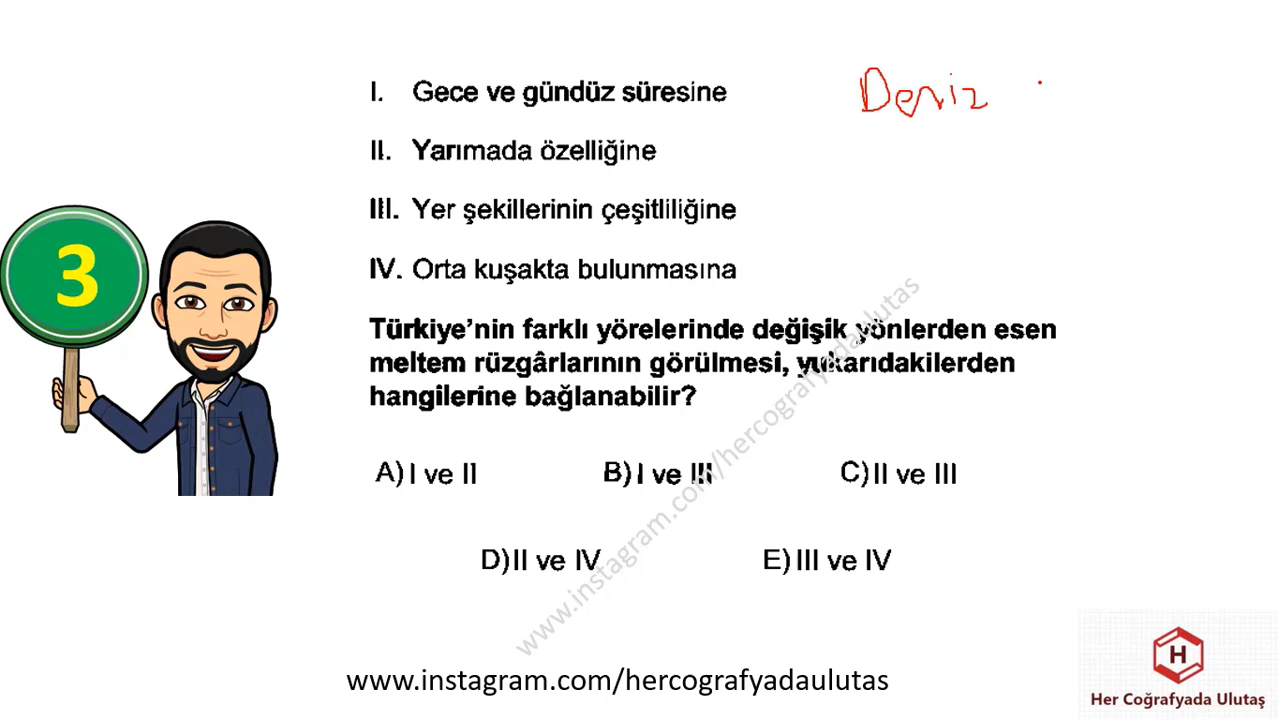 I. Gece ve gündüz süresine
Deniz
II. Yarımada özelliğine
III. Yer şekillerinin çeşitliliğine
3
IV. Orta kuşakta bulunmasına
Türkiye'nin farklı yörelerinde değişik yönlerden esen
meltem rüzgârlarının görülmesi, yukarıdakilerden
hangilerine bağlanabilir?
A) I ve II
B) I ve III
C) II ve III
D) II ve IV
E) III ve IV
www.instagram.com/hercografyadaulutas
www.instagram.com/hercografyadaulutas
H
Her Coğrafyada Ulutaş